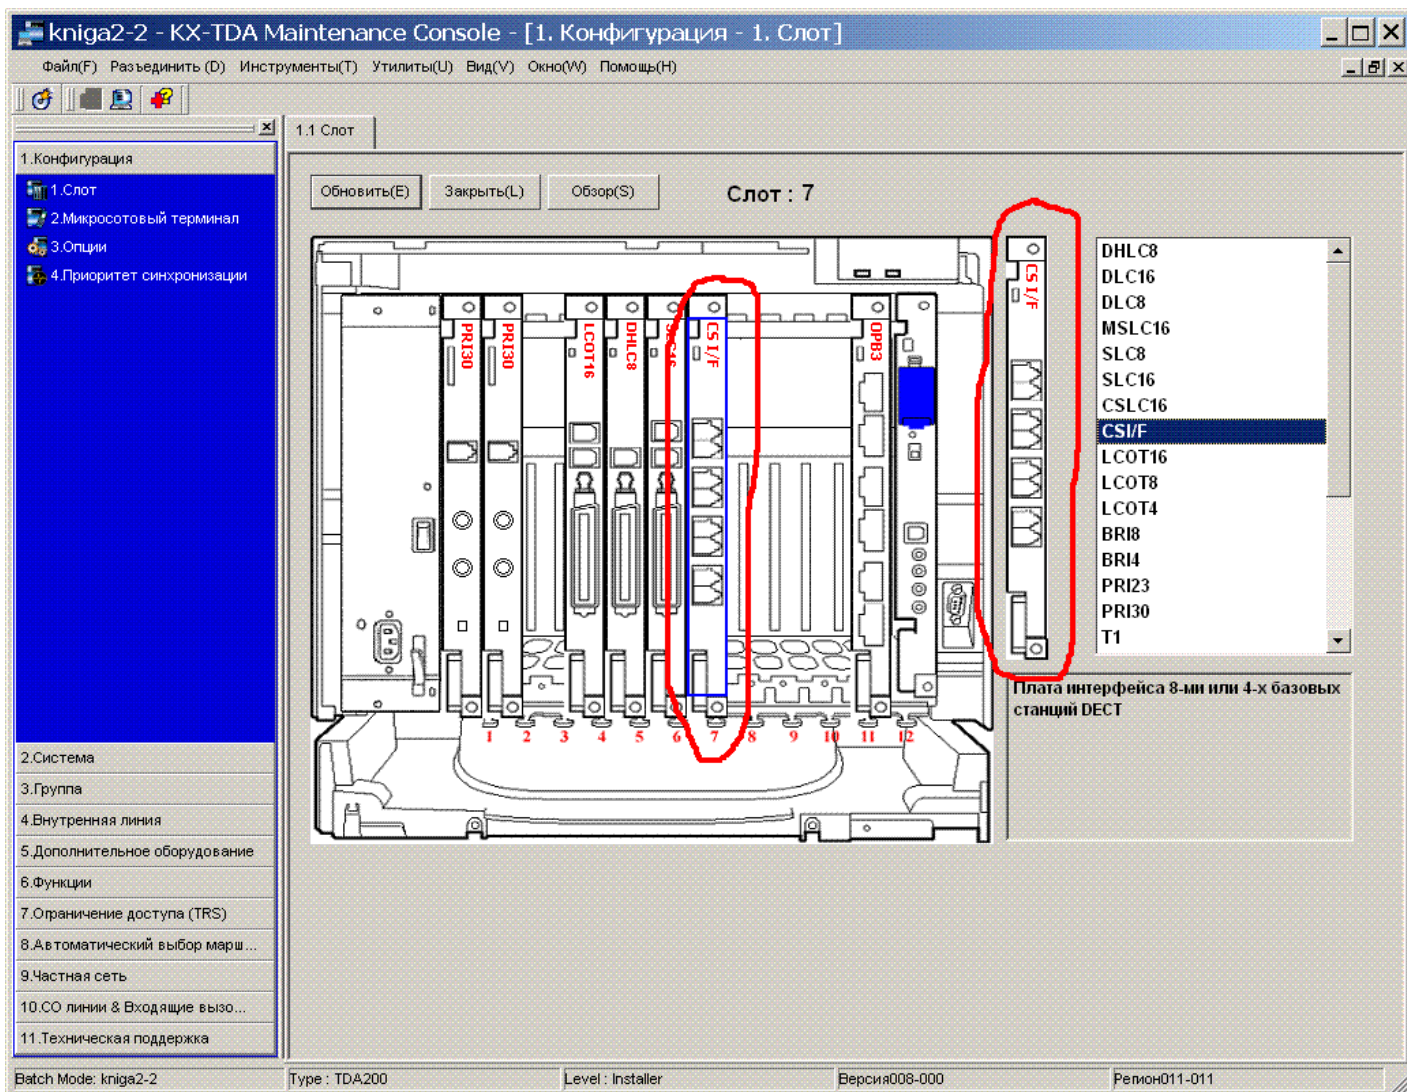 kniga2-2 - KX-TDA Maintenance Console - [1. Конфигурация - 1. Слот]
Файл(F) Разъединить (D) Инструменты(T) Утилиты(U) Вид(V) Окно(W) Помощь(H)
1.1 Слот
1.Конфигурация
1.Слот
2.Микросотовый терминал
3.Опции
4.Приоритет синхронизации
2.Система
3.Группа
4.Внутренняя линия
5.Дополнительное оборудование
6.Функции
7.Ограничение доступа (TRS)
8.Автоматический выбор марш...
9.Частная сеть
10.CO линии & Входящие вызо...
11.Техническая поддержка
Обновить(E) Закрыть(L) Обзор(S) Слот : 7
PRI30 PRI30 LCOT16 DHLC8 SLC16 CS I/F OPB3
1 2 3 4 5 6 7 8 9 10 11 12
CS I/F
DHLC8
DLC16
DLC8
MSLC16
SLC8
SLC16
CSLC16
CSI/F
LCOT16
LCOT8
LCOT4
BRI8
BRI4
PRI23
PRI30
T1
Плата интерфейса 8-ми или 4-х базовых
станций DECT
Batch Mode: kniga2-2 Type : TDA200 Level : Installer Версия008-000 Регион011-011